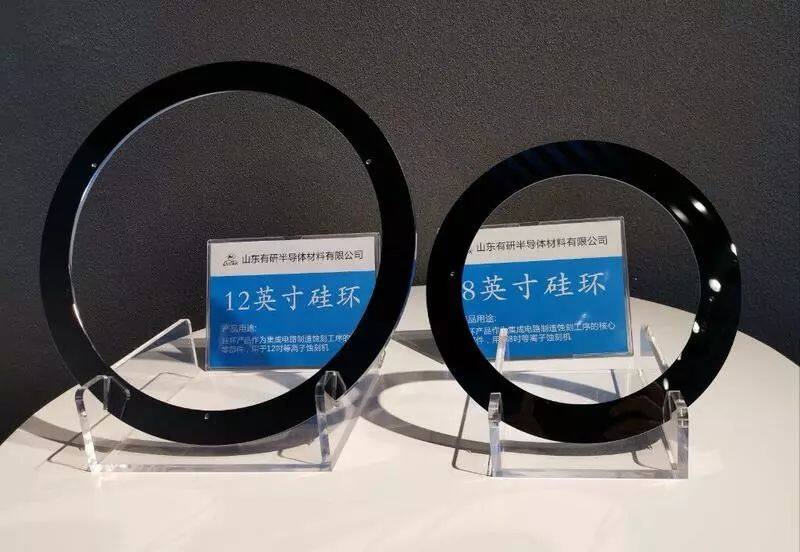 山东有研半导体材料有限公司
12英寸硅环
产品用途:
硅环产品作为集成电路制造蚀刻工序的
零部件，用于12吋等离子蚀刻机
山东有研半导体材料有限公司
8英寸硅环
品用途:
环产品作为集成电路制造蚀刻工序的核心
件，用 8吋等离子蚀刻机